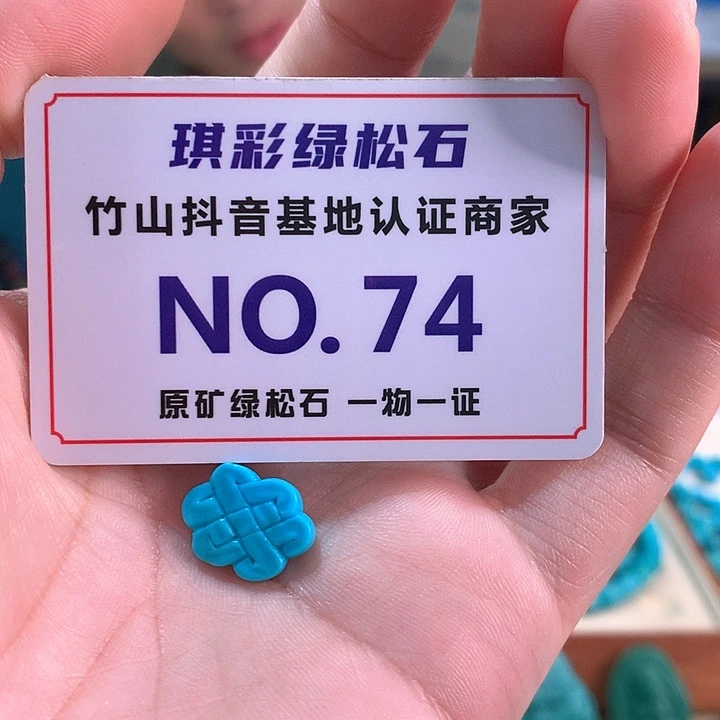 琪彩绿松石
竹山抖音基地认证商家
NO.74
原矿绿松石 一物一证